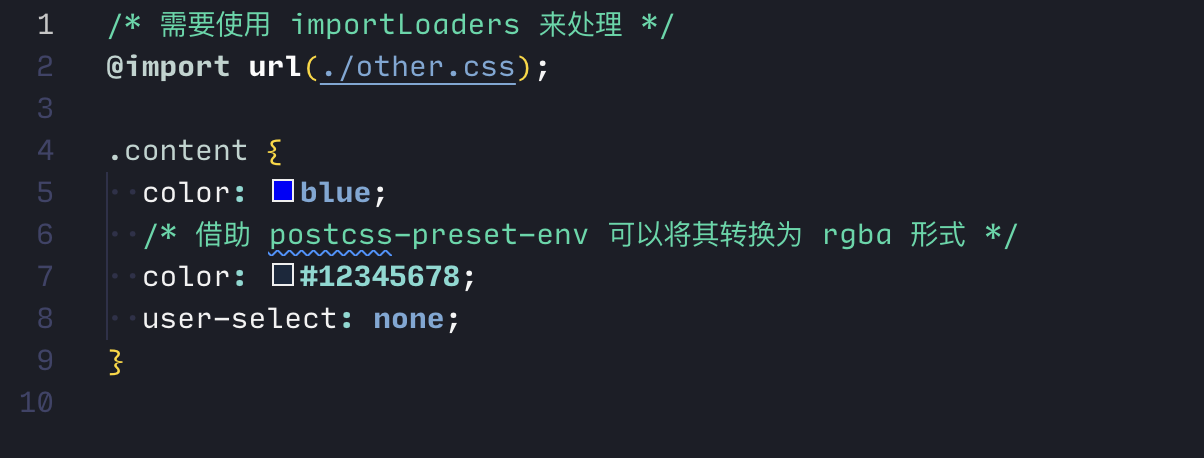 1 /* 需要使用 importLoaders 来处理 */
2 @import url(./other.css);
3
4 .content {
5 color: blue;
6 /* 借助 postcss-preset-env 可以将其转换为 rgba 形式 */
7 color: #12345678;
8 user-select: none;
9 }
10